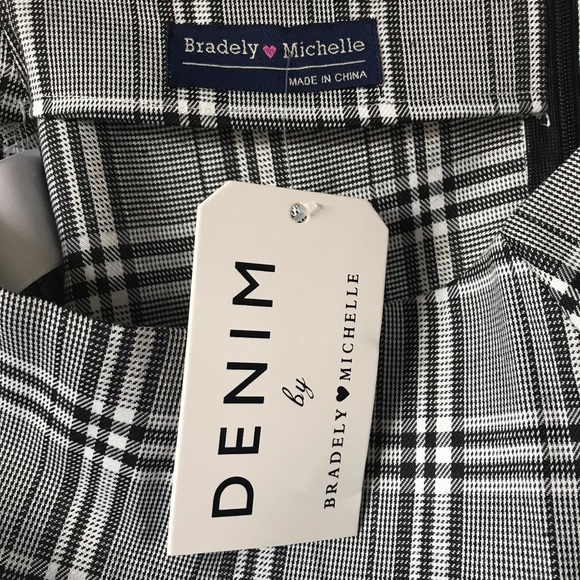 Bradely ♥ Michelle
MADE IN CHINA
DENIM
by
BRADELY ♥ MICHELLE